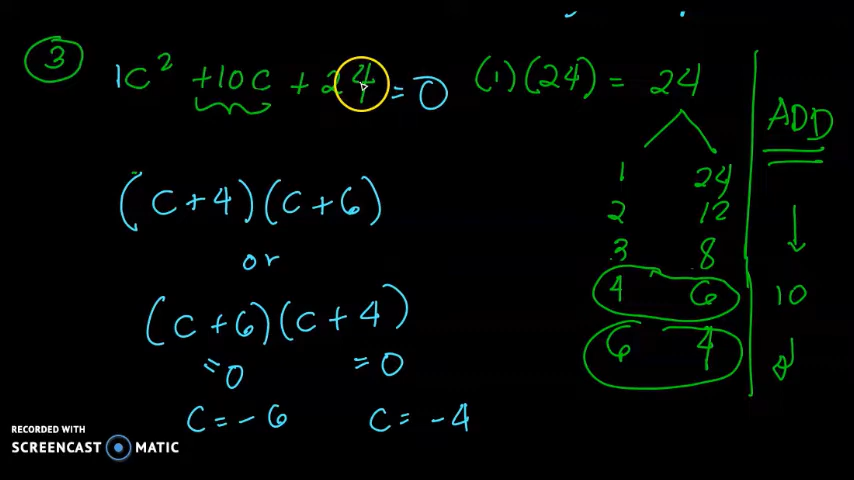 3 1c² +10c + 24 = 0 (1)(24) = 24
ADD
1 24
2 12
3 8
4 6 10
6 4
(c + 4)(c + 6)
or
(c + 6)(c + 4)
= 0 = 0
c = -6 c = -4
RECORDED WITH
SCREENCAST MATIC